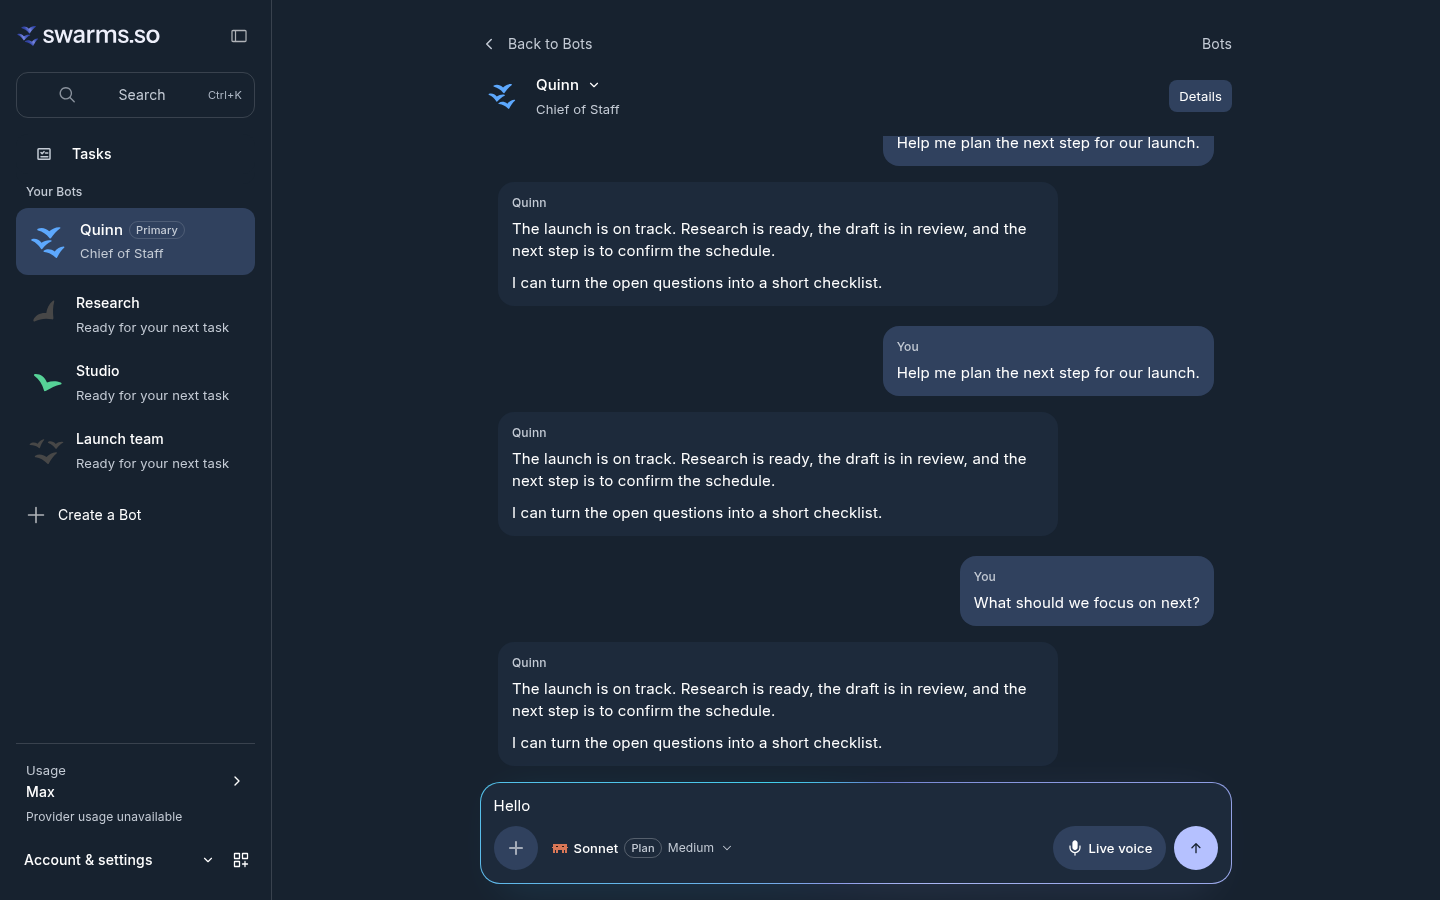 swarms.so
Search
Ctrl+K
Tasks
Your Bots
Quinn
Primary
Chief of Staff
Research
Ready for your next task
Studio
Ready for your next task
Launch team
Ready for your next task
Create a Bot
Usage
Max
Provider usage unavailable
Account & settings
Back to Bots
Bots
Quinn
Chief of Staff
Details
Help me plan the next step for our launch.
Quinn
The launch is on track. Research is ready, the draft is in review, and the
next step is to confirm the schedule.
I can turn the open questions into a short checklist.
You
Help me plan the next step for our launch.
Quinn
The launch is on track. Research is ready, the draft is in review, and the
next step is to confirm the schedule.
I can turn the open questions into a short checklist.
You
What should we focus on next?
Quinn
The launch is on track. Research is ready, the draft is in review, and the
next step is to confirm the schedule.
I can turn the open questions into a short checklist.
Hello
Sonnet
Plan
Medium
Live voice